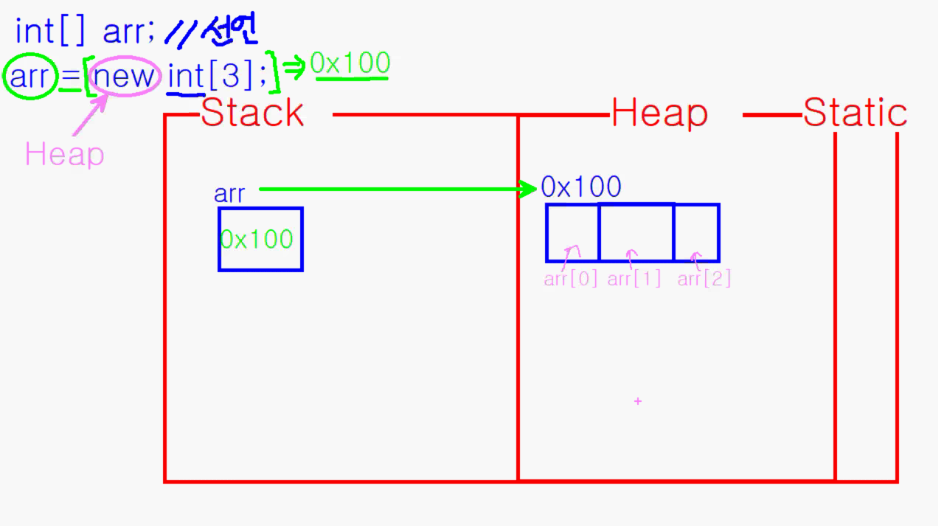 int[] arr; //선언
arr = [new int[3];] ⇒ 0x100
Heap
Stack
Heap
Static
arr
0x100
0x100
arr[0] arr[1] arr[2]